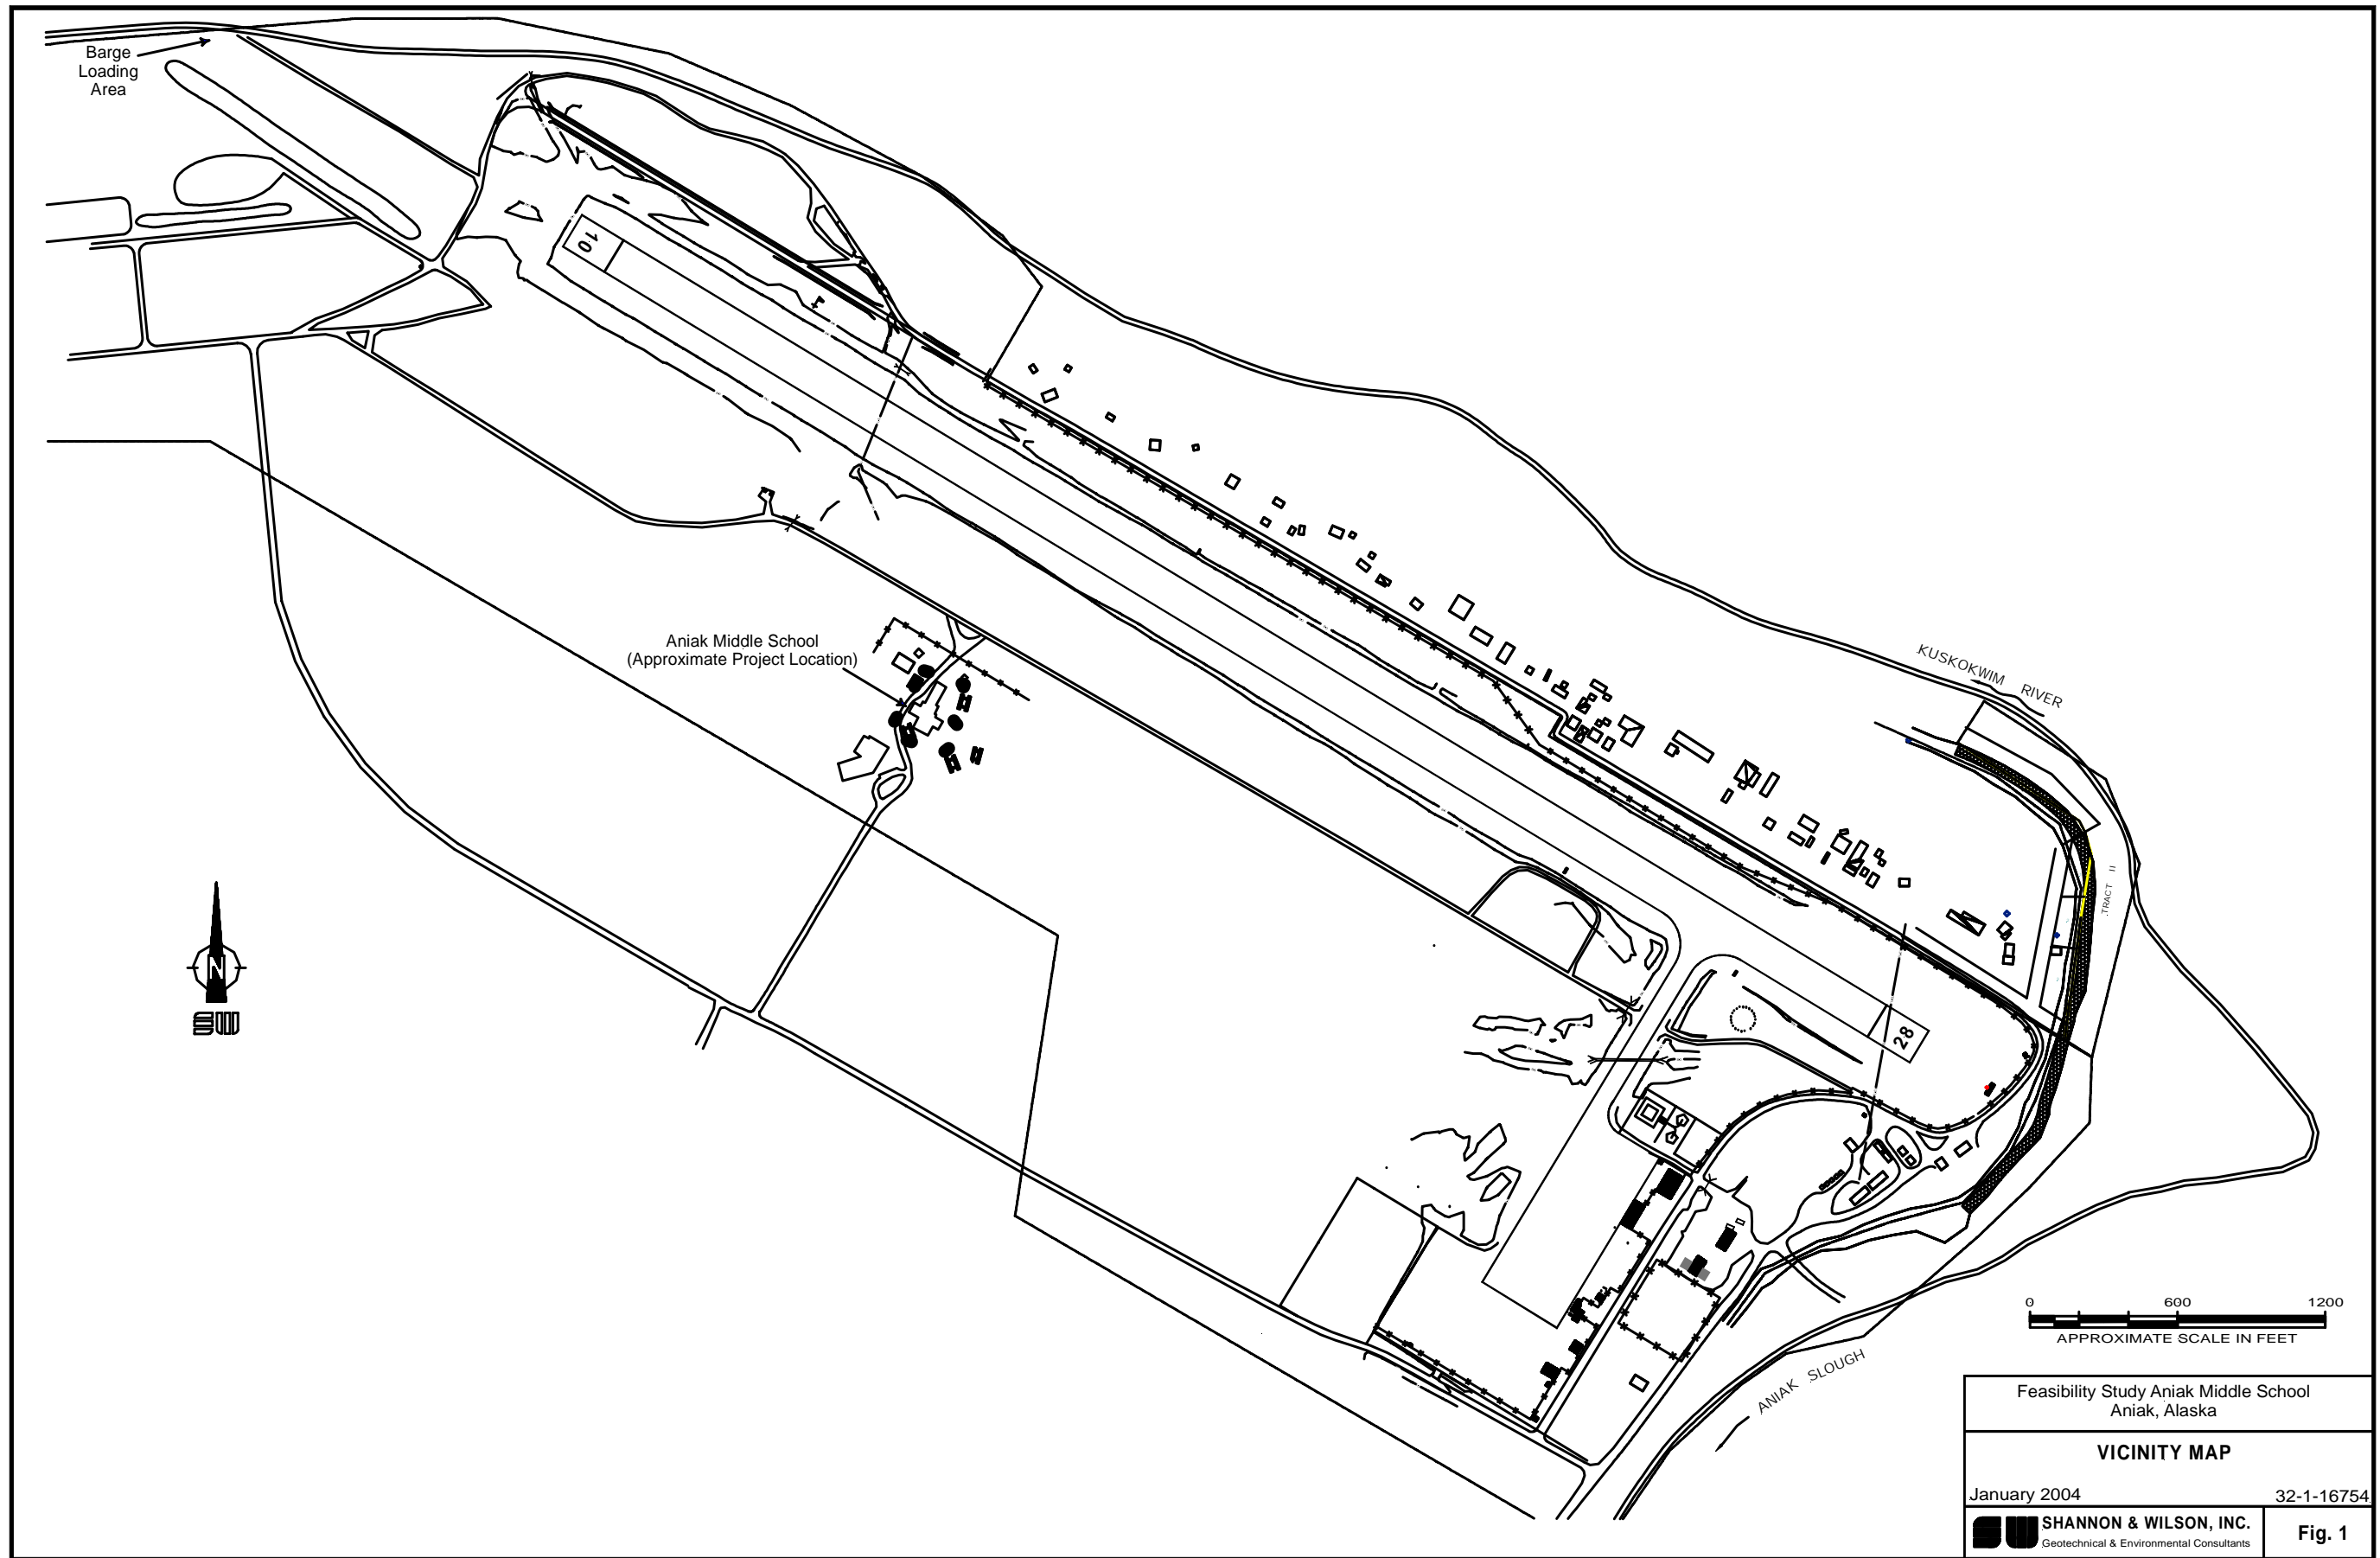 Barge
Loading
Area
10
Aniak Middle School
(Approximate Project Location)
KUSKOKWIM RIVER
TRACT II
N
28
0 600 1200
APPROXIMATE SCALE IN FEET
ANIAK SLOUGH
Feasibility Study Aniak Middle School
Aniak, Alaska
VICINITY MAP
January 2004 32-1-16754
SHANNON & WILSON, INC.
Geotechnical & Environmental Consultants
Fig. 1